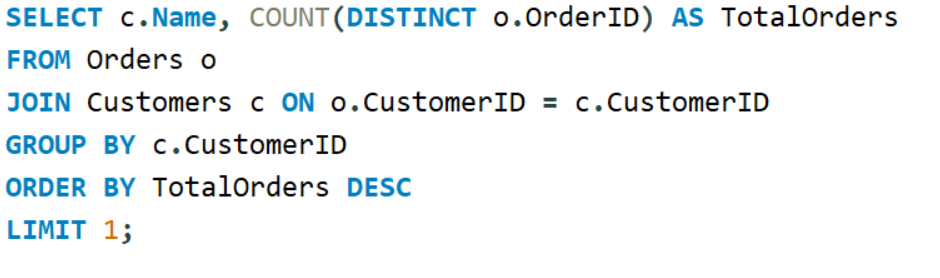 SELECT c.Name, COUNT(DISTINCT o.OrderID) AS TotalOrders
FROM Orders o
JOIN Customers c ON o.CustomerID = c.CustomerID
GROUP BY c.CustomerID
ORDER BY TotalOrders DESC
LIMIT 1;